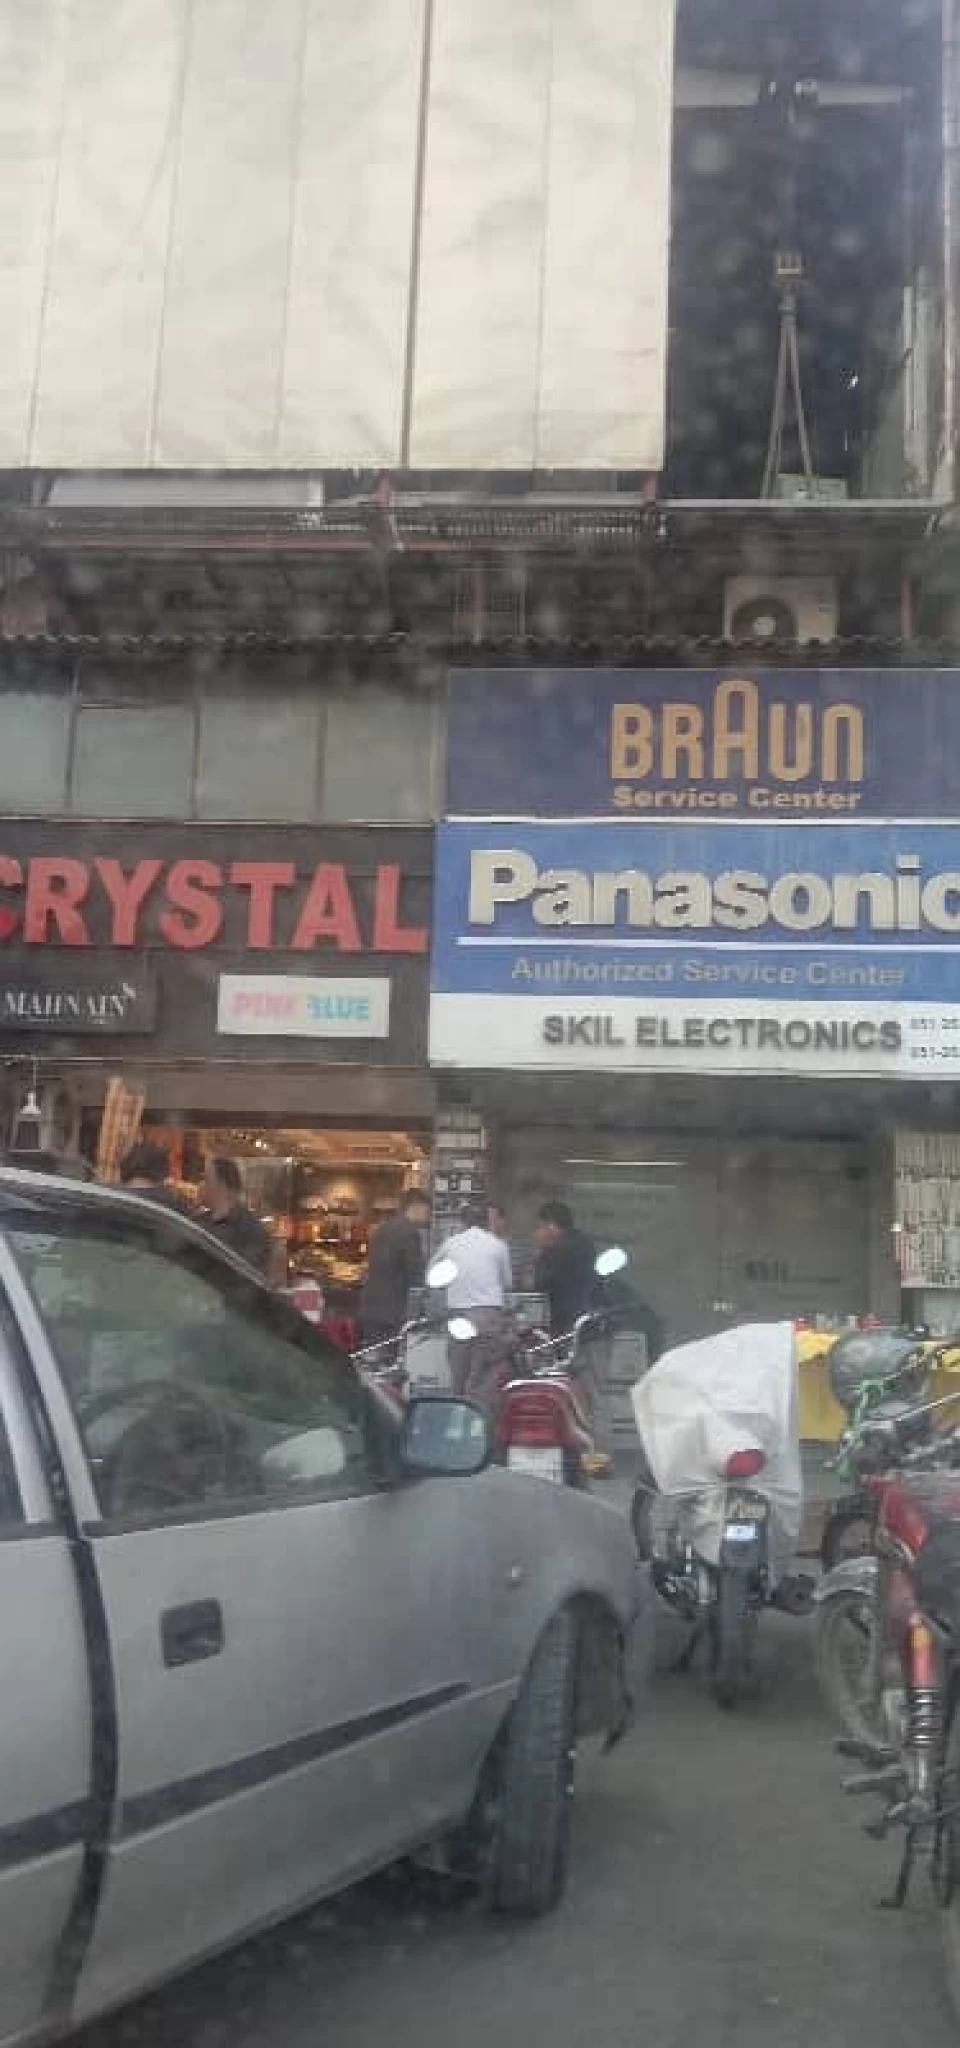 BRAUN
Service Center
Panasonic
Authorized Service Center
SKIL ELECTRONICS
CRYSTAL
MAHNAIN'S
PINK BLUE